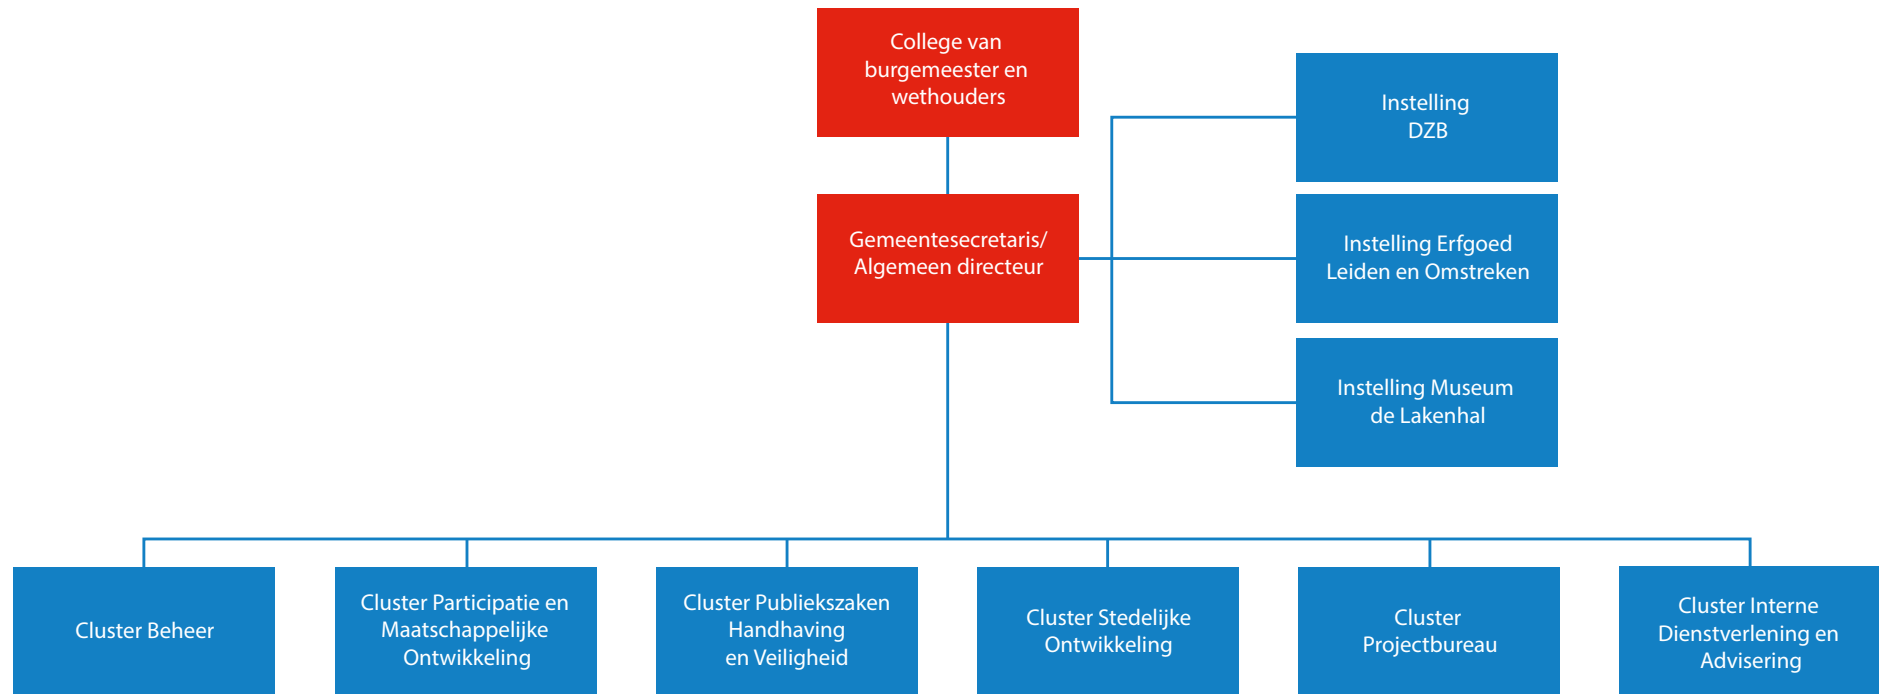 College van
burgemeester en
wethouders
Instelling
DZB
Gemeentesecretaris/
Algemeen directeur
Instelling Erfgoed
Leiden en Omstreken
Instelling Museum
de Lakenhal
Cluster Beheer
Cluster Participatie en
Maatschappelijke
Ontwikkeling
Cluster Publiekszaken
Handhaving
en Veiligheid
Cluster Stedelijke
Ontwikkeling
Cluster
Projectbureau
Cluster Interne
Dienstverlening en
Advisering